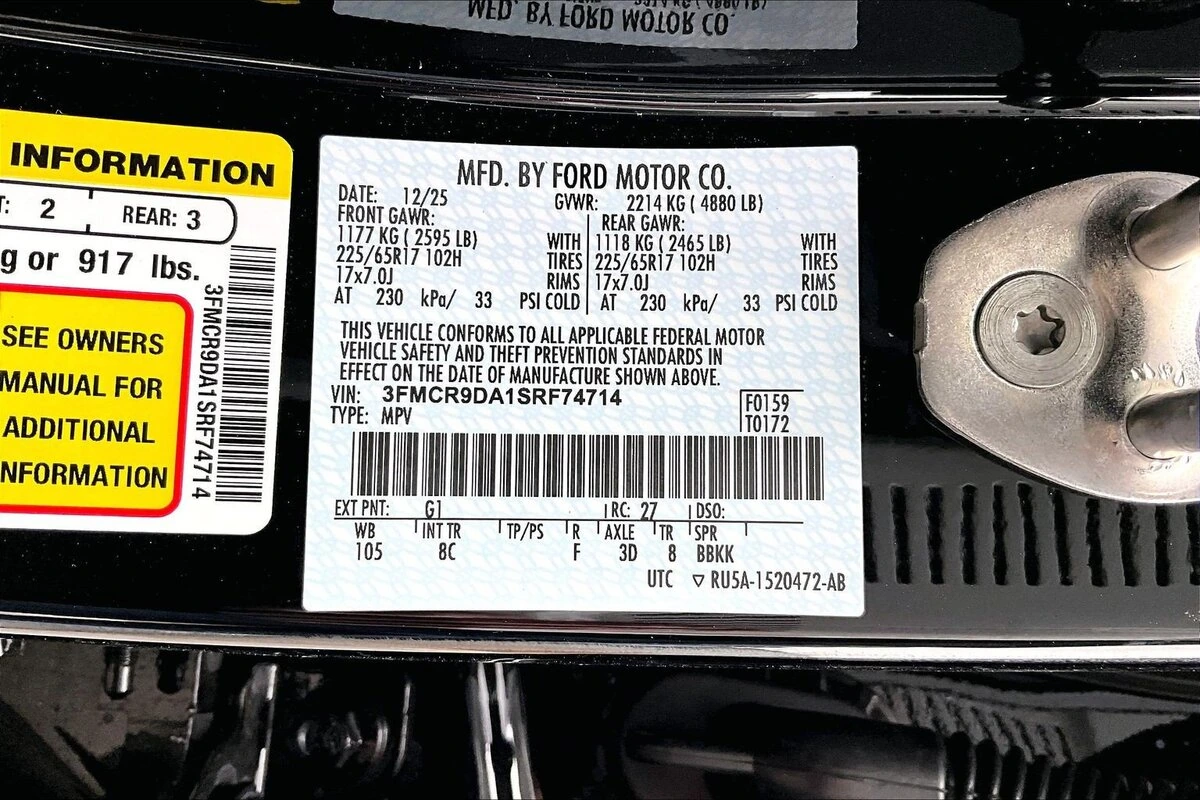 MFD. BY FORD MOTOR CO.
INFORMATION
T: 2 REAR: 3
g or 917 lbs.
SEE OWNERS
MANUAL FOR
ADDITIONAL
NFORMATION
3FMCR9DA1SRF74714
MFD. BY FORD MOTOR CO.
DATE: 12/25 GVWR: 2214 KG ( 4880 LB)
FRONT GAWR: REAR GAWR:
1177 KG ( 2595 LB) WITH 1118 KG ( 2465 LB) WITH
225/65R17 102H TIRES 225/65R17 102H TIRES
17x7.0J RIMS 17x7.0J RIMS
AT 230 kPa/ 33 PSI COLD AT 230 kPa/ 33 PSI COLD
THIS VEHICLE CONFORMS TO ALL APPLICABLE FEDERAL MOTOR
VEHICLE SAFETY AND THEFT PREVENTION STANDARDS IN
EFFECT ON THE DATE OF MANUFACTURE SHOWN ABOVE.
VIN: 3FMCR9DA1SRF74714 F0159
TYPE: MPV T0172
EXT PNT: G1 RC: 27 DSO:
WB INT TR TP/PS R AXLE TR SPR
105 8C F 3D 8 BBKK
UTC ▽ RU5A-1520472-AB